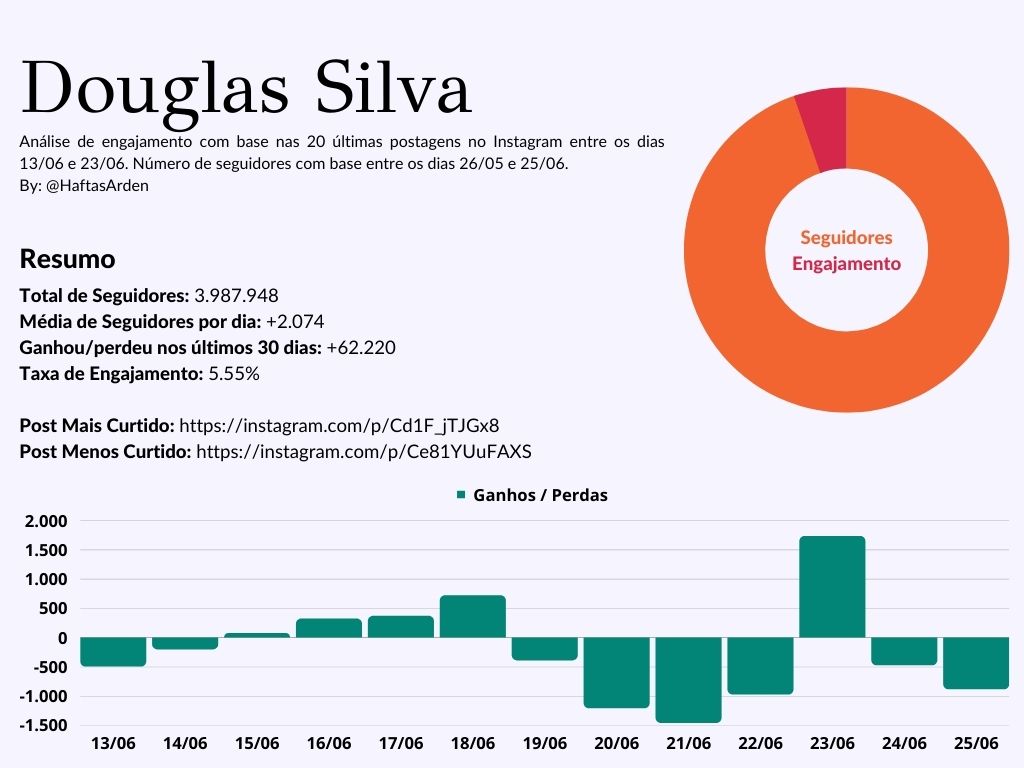 Douglas Silva
Análise de engajamento com base nas 20 últimas postagens no Instagram entre os dias
13/06 e 23/06. Número de seguidores com base entre os dias 26/05 e 25/06.
By: @HaftasArden
Seguidores
Engajamento
Resumo
Total de Seguidores: 3.987.948
Média de Seguidores por dia: +2.074
Ganhou/perdeu nos últimos 30 dias: +62.220
Taxa de Engajamento: 5.55%
Post Mais Curtido: https://instagram.com/p/Cd1F_jTJGx8
Post Menos Curtido: https://instagram.com/p/Ce81YUuFAXS
Ganhos / Perdas
2.000
1.500
1.000
500
0
-500
-1.000
-1.500
13/06 14/06 15/06 16/06 17/06 18/06 19/06 20/06 21/06 22/06 23/06 24/06 25/06